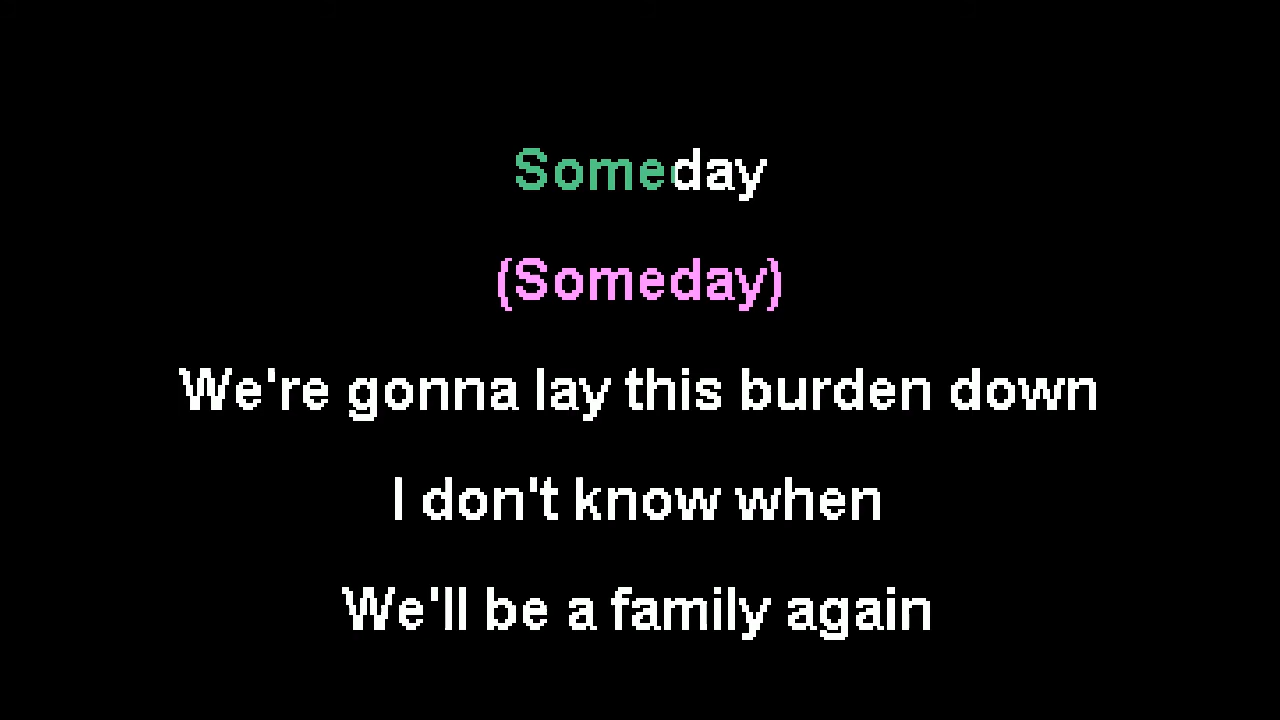 Someday
(Someday)
We're gonna lay this burden down
I don't know when
We'll be a family again